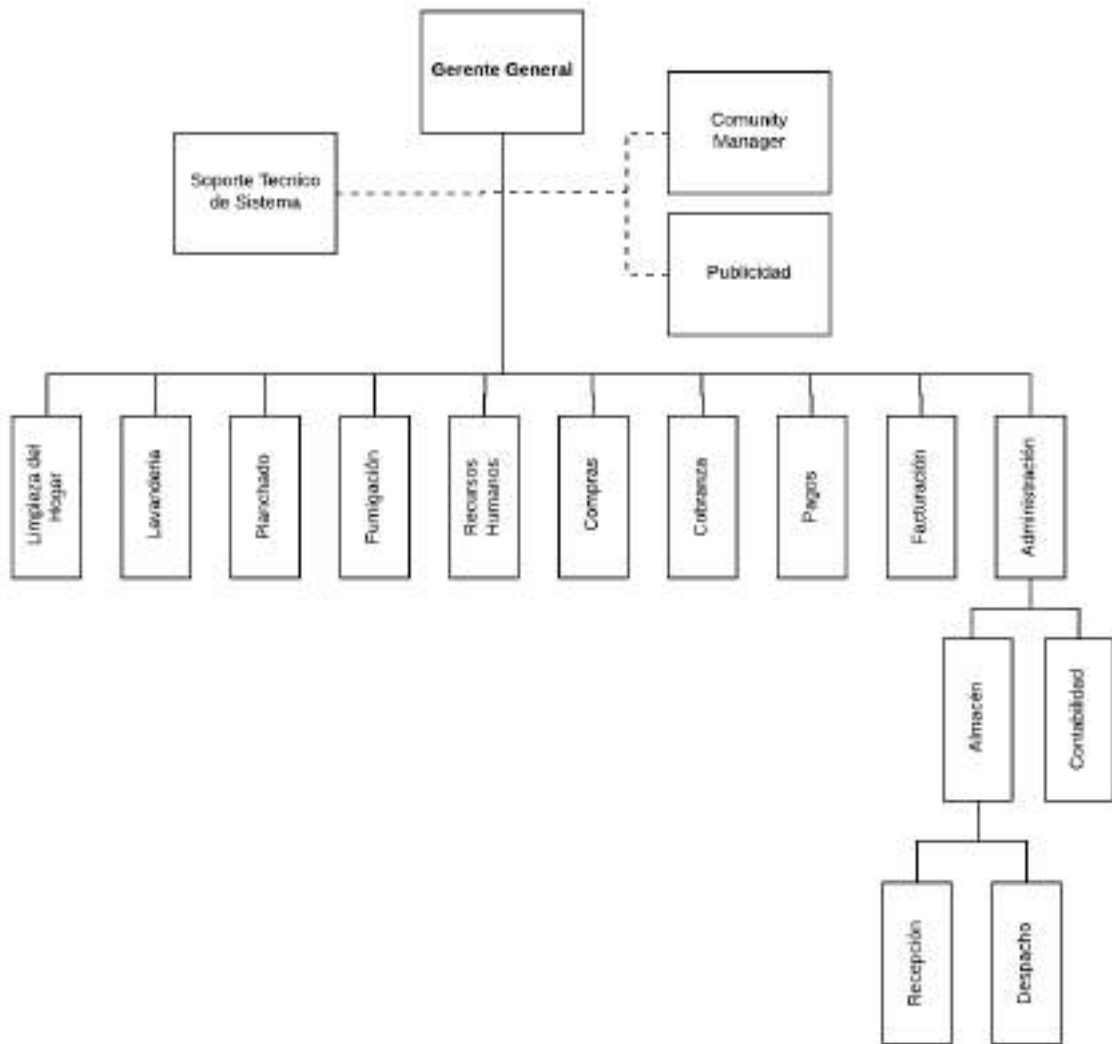 Gerente General
Comunity
Manager
Soporte Tecnico
de Sistema
Publicidad
Limpieza del
Hogar
Lavanderia
Planchado
Fumigación
Recursos
Humanos
Compras
Cobranza
Pagos
Facturación
Administración
Almacén
Contabilidad
Recepción
Despacho